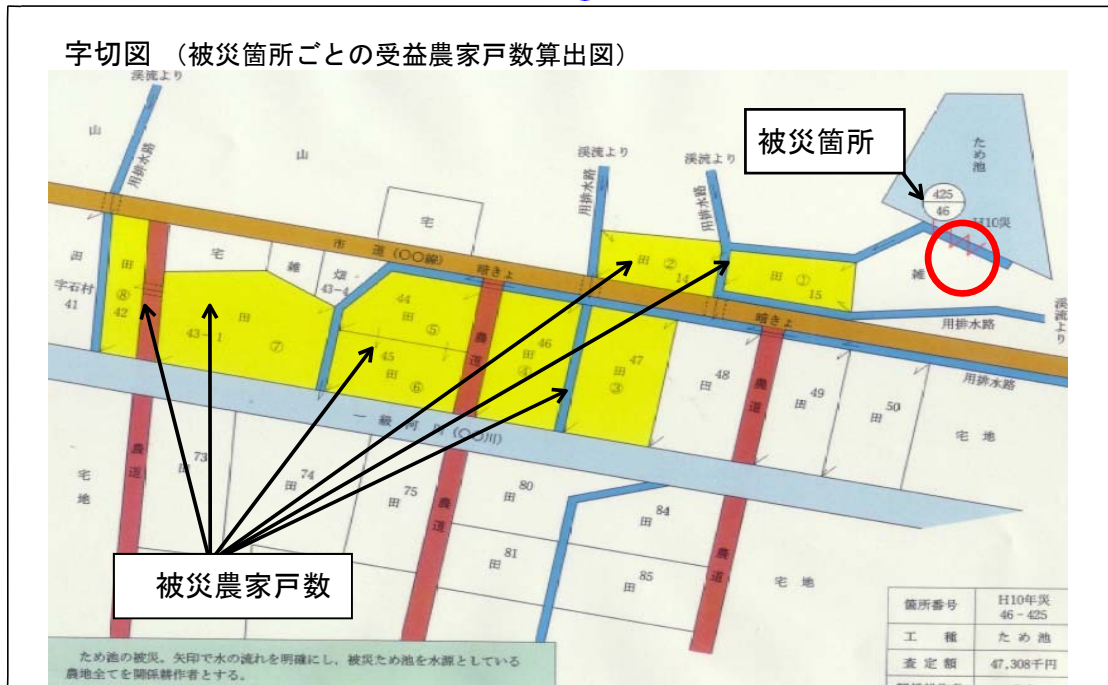 字切図 （被災箇所ごとの受益農家戸数算出図）
渓流より
山
用排水路
山
渓流より
用排水路
渓流より
用排水路
被災箇所
ため池
425
46
H10災
宅
市 道 (〇〇線)
暗きょ
田 ② 14
田 ① 15
雑
用排水路
渓流より
田
字石村
41
田
⑧
42
宅
雑
畑
43-4
田
43-1
⑦
44
田 ⑤
45
田 ⑥
農道
46
田
④
47
田
③
暗きょ
48
田
農道
49
田
50
田
用排水路
宅 地
一 級 河 川 (〇〇川)
宅地
農道
73
田
74
田
75
田
農道
80
田
81
田
84
田
85
田
農道
宅 地
被災農家戸数
ため池の被災。矢印で水の流れを明確にし、被災ため池を水源としている
農地全てを関係耕作者とする。
箇所番号 H10年災
46－425
工 種 ため池
査定額 47,308千円